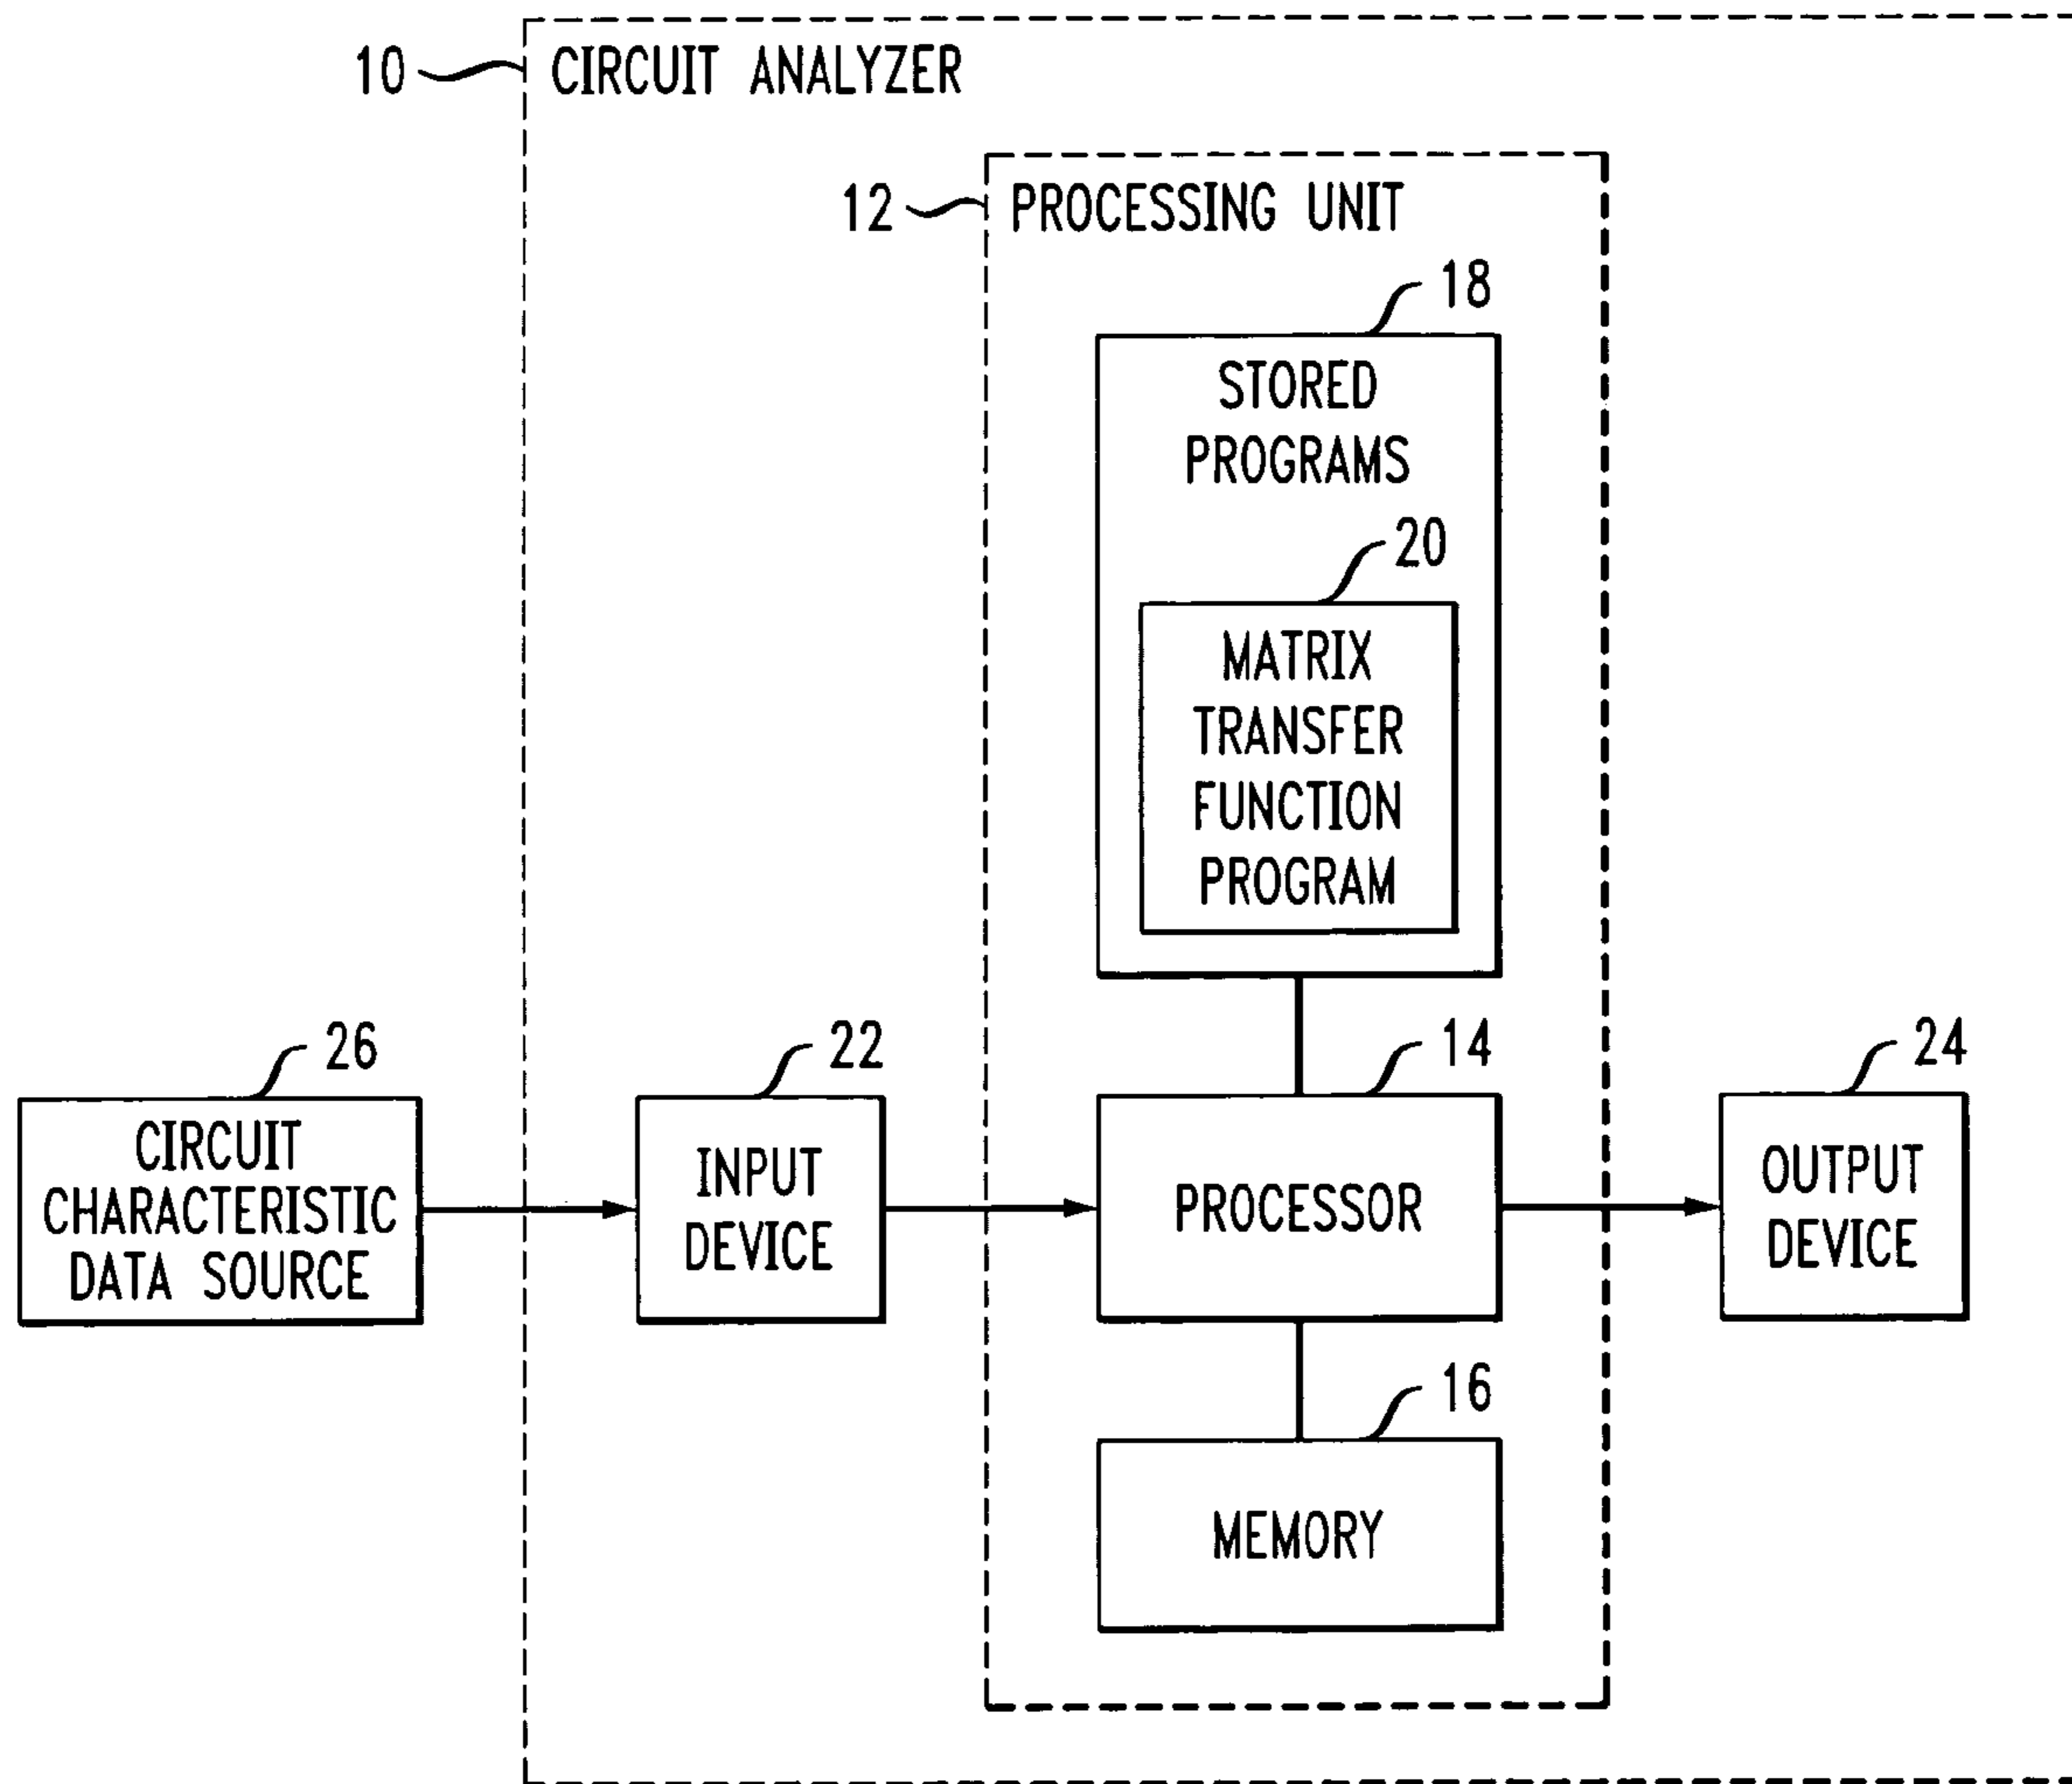 10
CIRCUIT ANALYZER
12
PROCESSING UNIT
18
STORED
PROGRAMS
20
MATRIX
TRANSFER
FUNCTION
PROGRAM
26
CIRCUIT
CHARACTERISTIC
DATA SOURCE
22
INPUT
DEVICE
14
PROCESSOR
24
OUTPUT
DEVICE
16
MEMORY